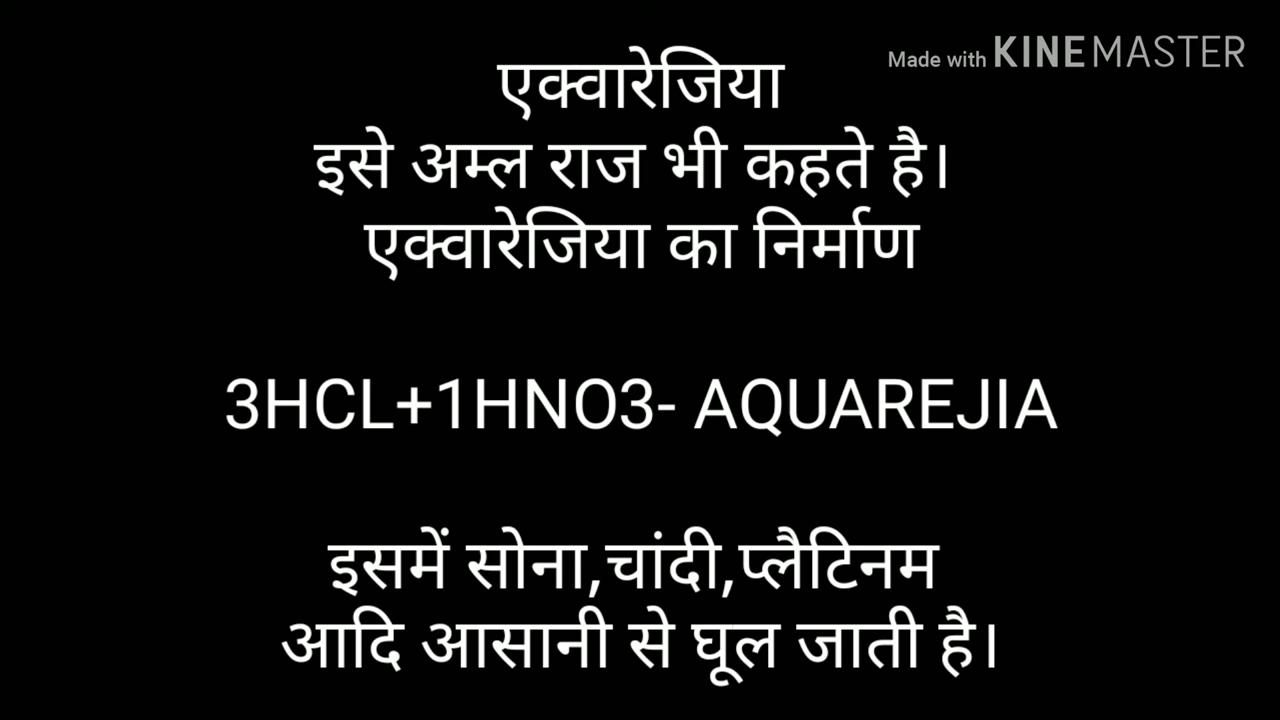 Made with KINEMASTER
एक्वारेजिया
इसे अम्ल राज भी कहते है।
एक्वारेजिया का निर्माण
3HCL+1HNO3- AQUAREJIA
इसमें सोना,चांदी,प्लैटिनम
आदि आसानी से घूल जाती है।